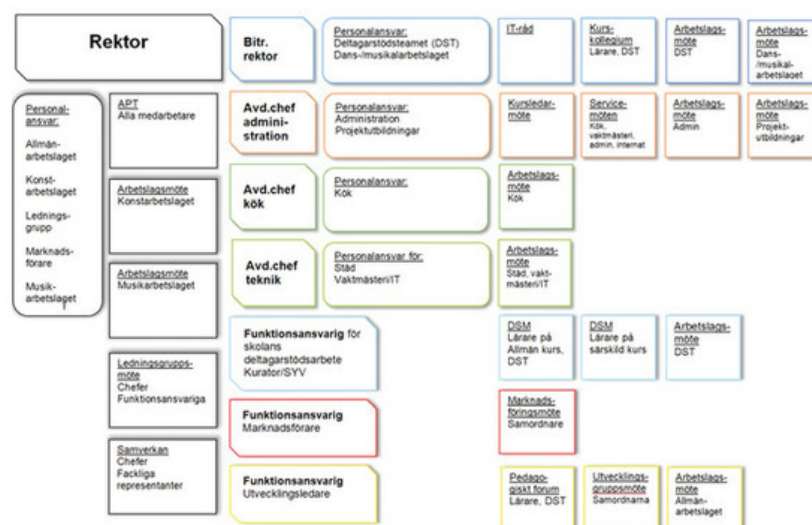 Rektor
Personal-
ansvar:
Allmän-
arbetslaget
Konst-
arbetslaget
Lednings-
grupp
Marknads-
förare
Musik-
arbetslaget
APT
Alla medarbetare
Arbetslagsmöte
Konstarbetslaget
Arbetslagsmöte
Musikarbetslaget
Ledningsgrupps-
möte
Chefer
Funktionsansvariga
Samverkan
Chefer
Fackliga
representanter
Bitr.
rektor
Personalansvar:
Deltagarstödsteamet (DST)
Dans-/musikalarbetslaget
IT-råd
Kurs-
kollegium
Lärare, DST
Arbetslags-
möte
DST
Arbetslags-
möte
Dans-
/musikal-
arbetslaget
Avd.chef
admini-
stration
Personalansvar:
Administration
Projektutbildningar
Kursledar-
möte
Service-
möten
Kök,
vaktmästeri,
admin, internat
Arbetslags-
möte
Admin
Arbetslags-
möte
Projekt-
utbildningar
Avd.chef
kök
Personalansvar:
Kök
Arbetslags-
möte
Kök
Avd.chef
teknik
Personalansvar för:
Städ
Vaktmästeri/IT
Arbetslags-
möte
Städ, vakt-
mästeri/IT
Funktionsansvarig för
skolans
deltagarstödsarbete
Kurator/SYV
DSM
Lärare på
Allmän kurs,
DST
DSM
Lärare på
särskild kurs
Arbetslags-
möte
DST
Funktionsansvarig
Marknadsförare
Marknads-
föringsmöte
Samordnare
Funktionsansvarig
Utvecklingsledare
Pedago-
giskt forum
Lärare, DST
Utvecklings-
gruppsmöte
Samordnarna
Arbetslags-
möte
Allmän-
arbetslaget